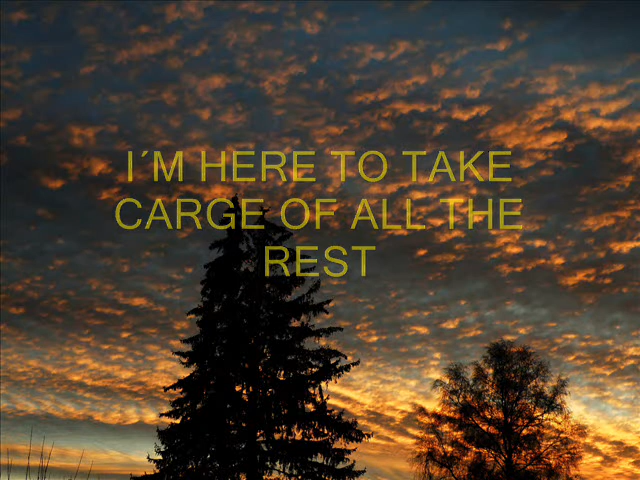 I´M HERE TO TAKE
CARGE OF ALL THE
REST